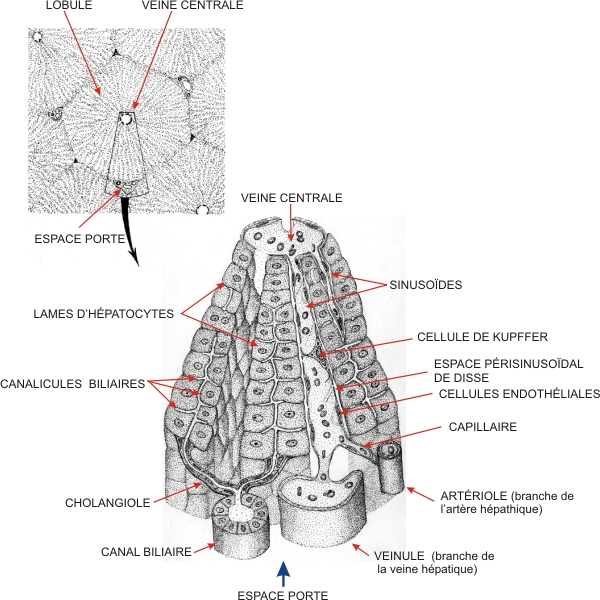 LOBULE
VEINE CENTRALE
ESPACE PORTE
VEINE CENTRALE
SINUSOÏDES
LAMES D'HÉPATOCYTES
CELLULE DE KUPFFER
ESPACE PÉRISINUSOÏDAL
DE DISSE
CANALICULES BILIAIRES
CELLULES ENDOTHÉLIALES
CAPILLAIRE
CHOLANGIOLE
ARTÉRIOLE (branche de
l'artère hépathique)
CANAL BILIAIRE
VEINULE (branche de
la veine hépatique)
ESPACE PORTE